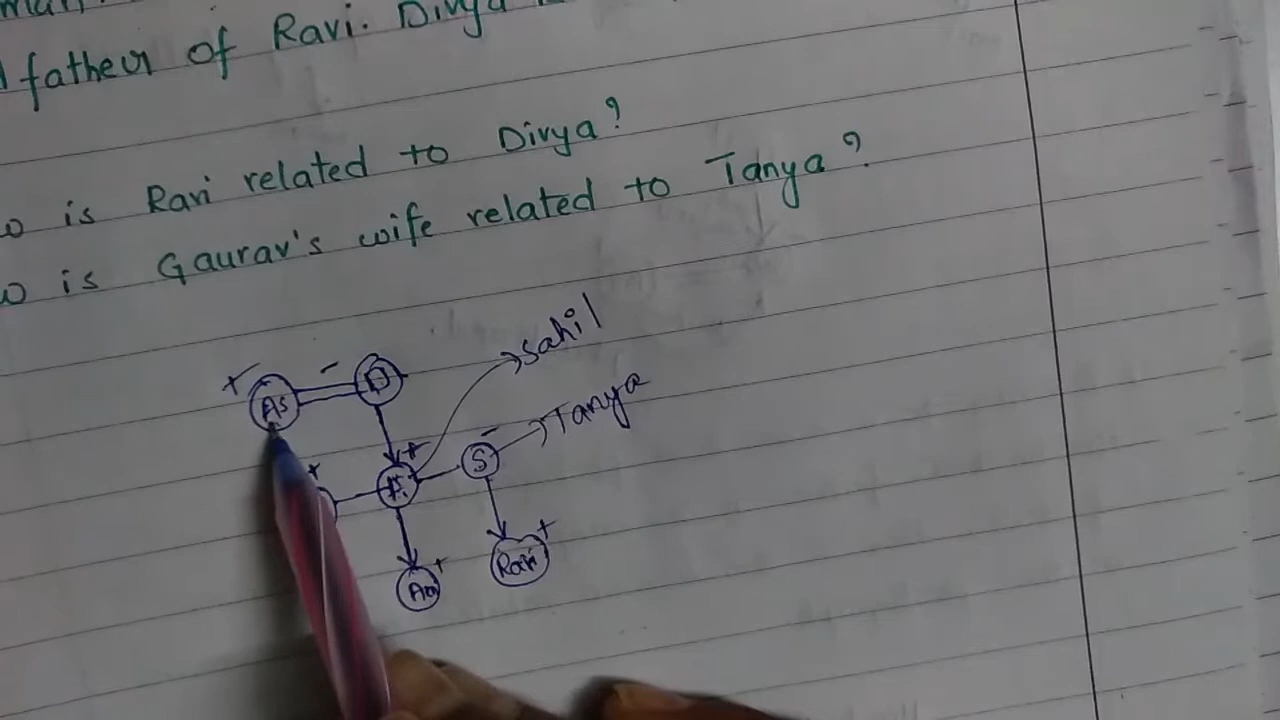 father of Ravi. Divya
is Ravi related to Divya?
is Gaurav's wife related to Tanya?
Sahil
+ - D
As
Tanya
+ + - S
+ Ravi
+